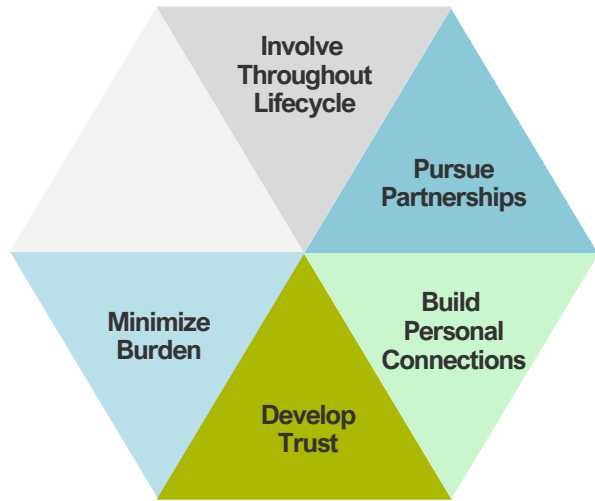 Involve
Throughout
Lifecycle
Pursue
Partnerships
Build
Personal
Connections
Develop
Trust
Minimize
Burden